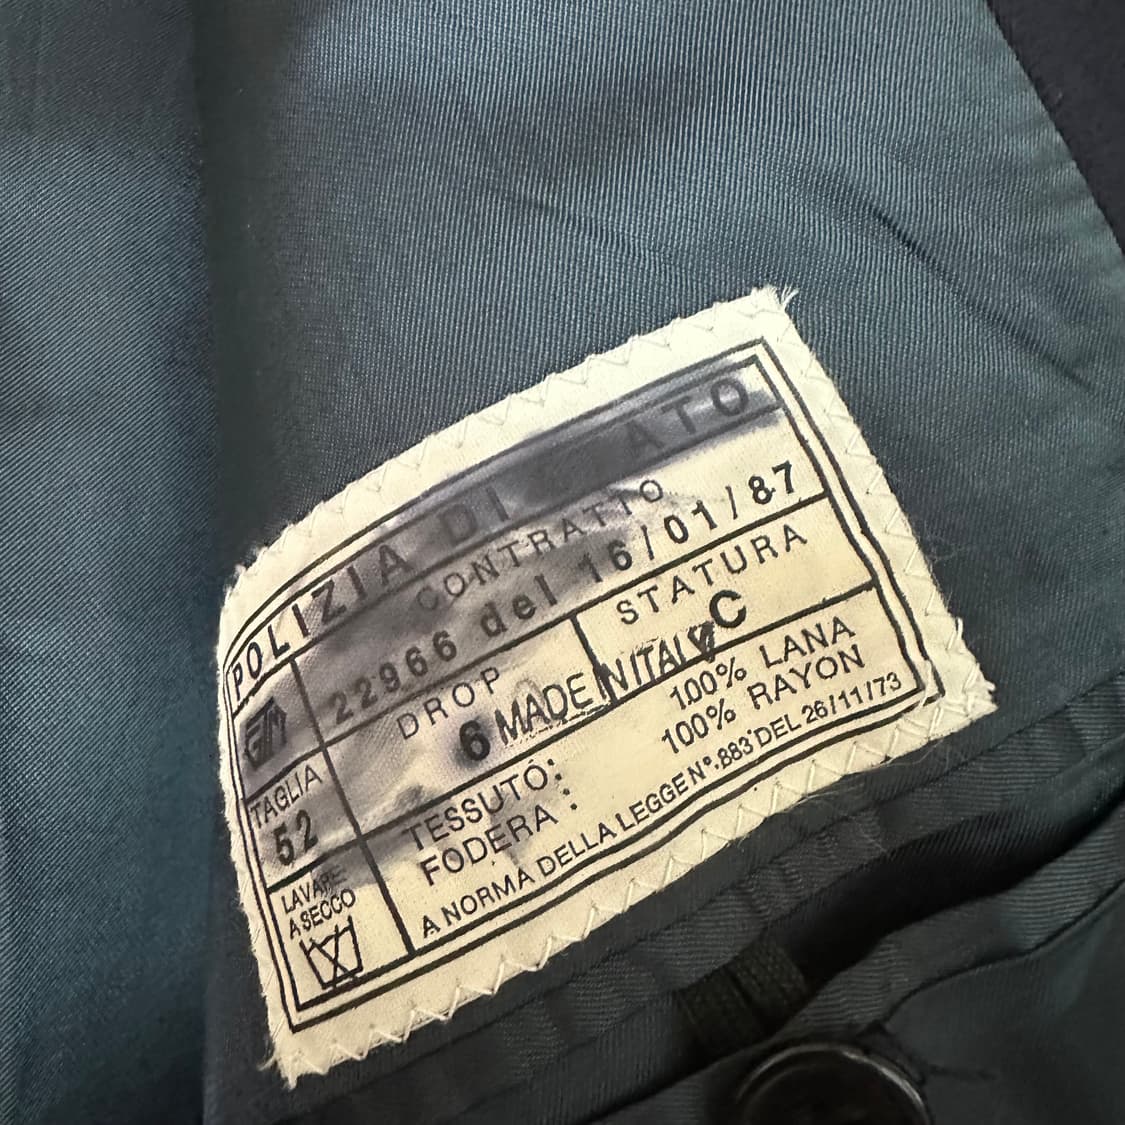 POLIZIA DI STATO
CONTRATTO
22966 del 16/01/87
DROP
6
STATURA
C
MADE IN ITALY
TAGLIA
52
TESSUTO: 100% LANA
FODERA: 100% RAYON
LAVARE
A SECCO
A NORMA DELLA LEGGE N°.883 DEL 26/11/73